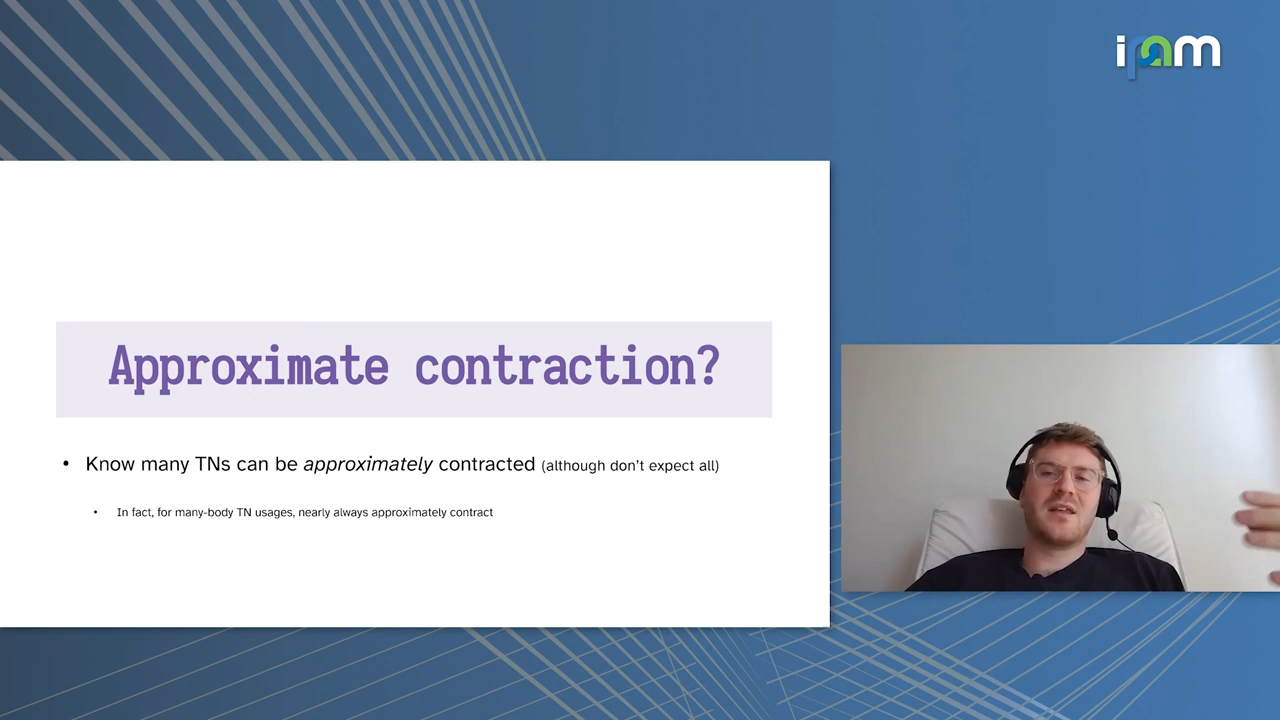 ipam
Approximate contraction?
• Know many TNs can be approximately contracted (although don't expect all)
• In fact, for many-body TN usages, nearly always approximately contract